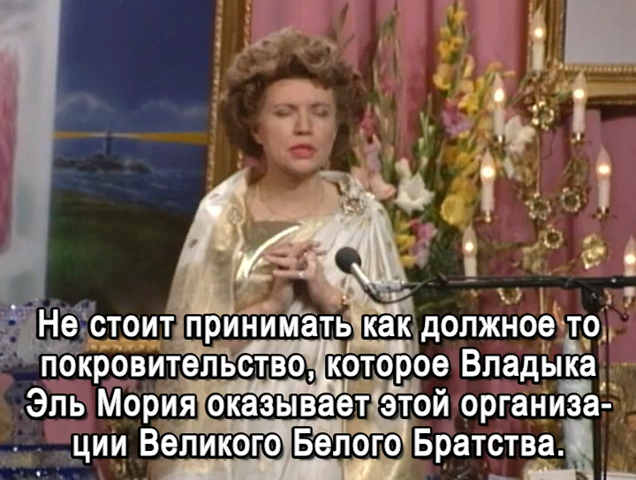 Не стоит принимать как должное то
покровительство, которое Владыка
Эль Мория оказывает этой организа-
ции Великого Белого Братства.